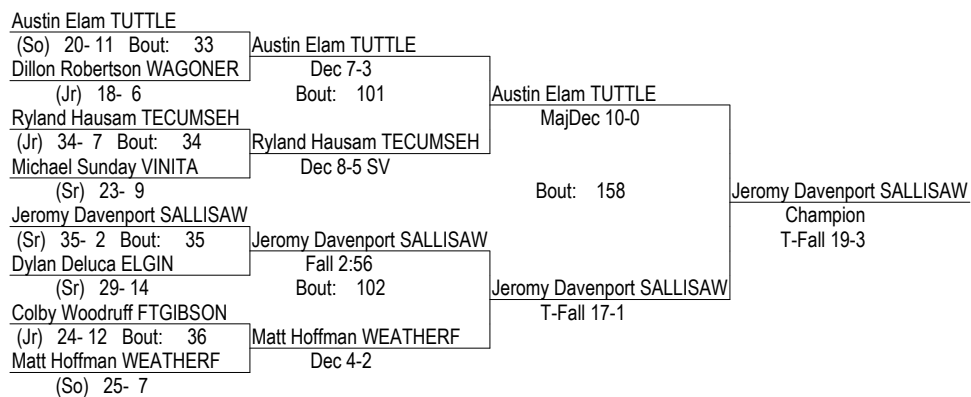 Austin Elam TUTTLE
(So) 20- 11 Bout: 33
Dillon Robertson WAGONER
(Jr) 18- 6
Ryland Hausam TECUMSEH
(Jr) 34- 7 Bout: 34
Michael Sunday VINITA
(Sr) 23- 9
Jeromy Davenport SALLISAW
(Sr) 35- 2 Bout: 35
Dylan Deluca ELGIN
(Sr) 29- 14
Colby Woodruff FTGIBSON
(Jr) 24- 12 Bout: 36
Matt Hoffman WEATHERF
(So) 25- 7
Austin Elam TUTTLE
Dec 7-3
Bout: 101
Ryland Hausam TECUMSEH
Dec 8-5 SV
Jeromy Davenport SALLISAW
Fall 2:56
Bout: 102
Matt Hoffman WEATHERF
Dec 4-2
Austin Elam TUTTLE
MajDec 10-0
Bout: 158
Jeromy Davenport SALLISAW
T-Fall 17-1
Jeromy Davenport SALLISAW
Champion
T-Fall 19-3